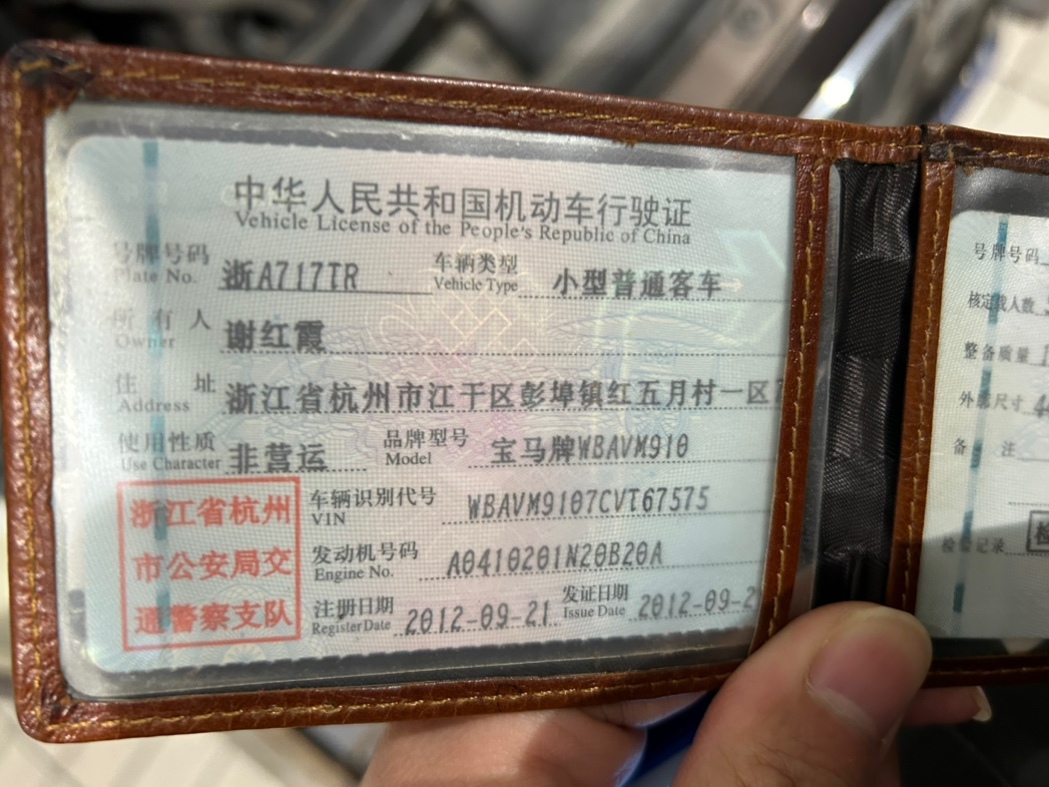 中华人民共和国机动车行驶证
Vehicle License of the People's Republic of China
号牌号码 浙A717TR 车辆类型 小型普通客车
Plate No. Vehicle Type
所有人 谢红霞
Owner
住址 浙江省杭州市江干区彭埠镇红五月村一区
Address
使用性质 非营运 品牌型号 宝马牌WBAVM910
Use Character Model
浙江省杭州
市公安局交
通警察支队
车辆识别代号 WBAVM9107CVT67575
VIN
发动机号码 A0410201N20B20A
Engine No.
注册日期 2012-09-21 发证日期 2012-09-2
Register Date Issue Date
号牌号码
核定载人数
整备质量
外廓尺寸
备注
检验记录